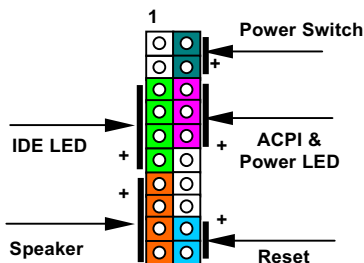 1
Power Switch
+
IDE LED
ACPI &
Power LED
+
+
+
+
Speaker
Reset